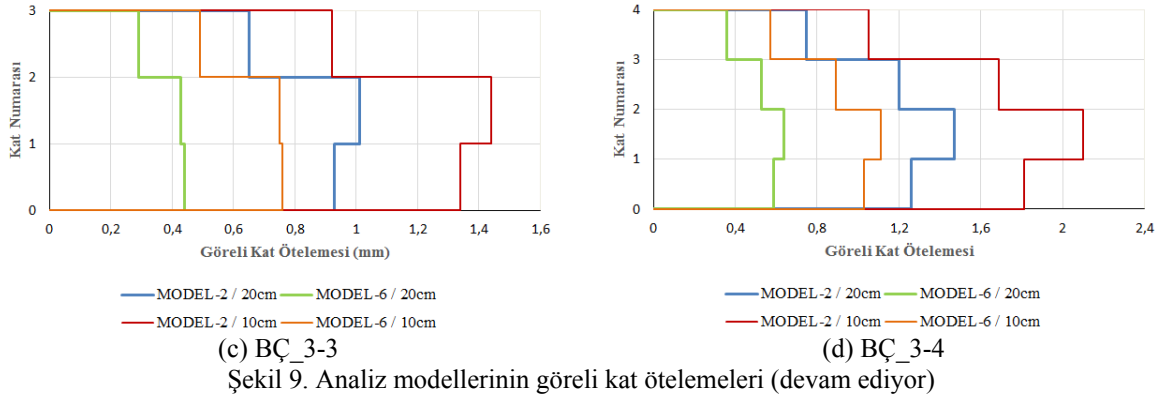 3
2
1
0
Kat Numarası
0 0,2 0,4 0,6 0,8 1 1,2 1,4 1,6
Göreli Kat Ötelemesi (mm)
MODEL-2 / 20cm MODEL-6 / 20cm
MODEL-2 / 10cm MODEL-6 / 10cm
(c) BÇ_3-3
4
3
2
1
0
Kat Numarası
0 0,4 0,8 1,2 1,6 2 2,4
Göreli Kat Ötelemesi
MODEL-2 / 20cm MODEL-6 / 20cm
MODEL-2 / 10cm MODEL-6 / 10cm
(d) BÇ_3-4
Şekil 9. Analiz modellerinin göreli kat ötelemeleri (devam ediyor)